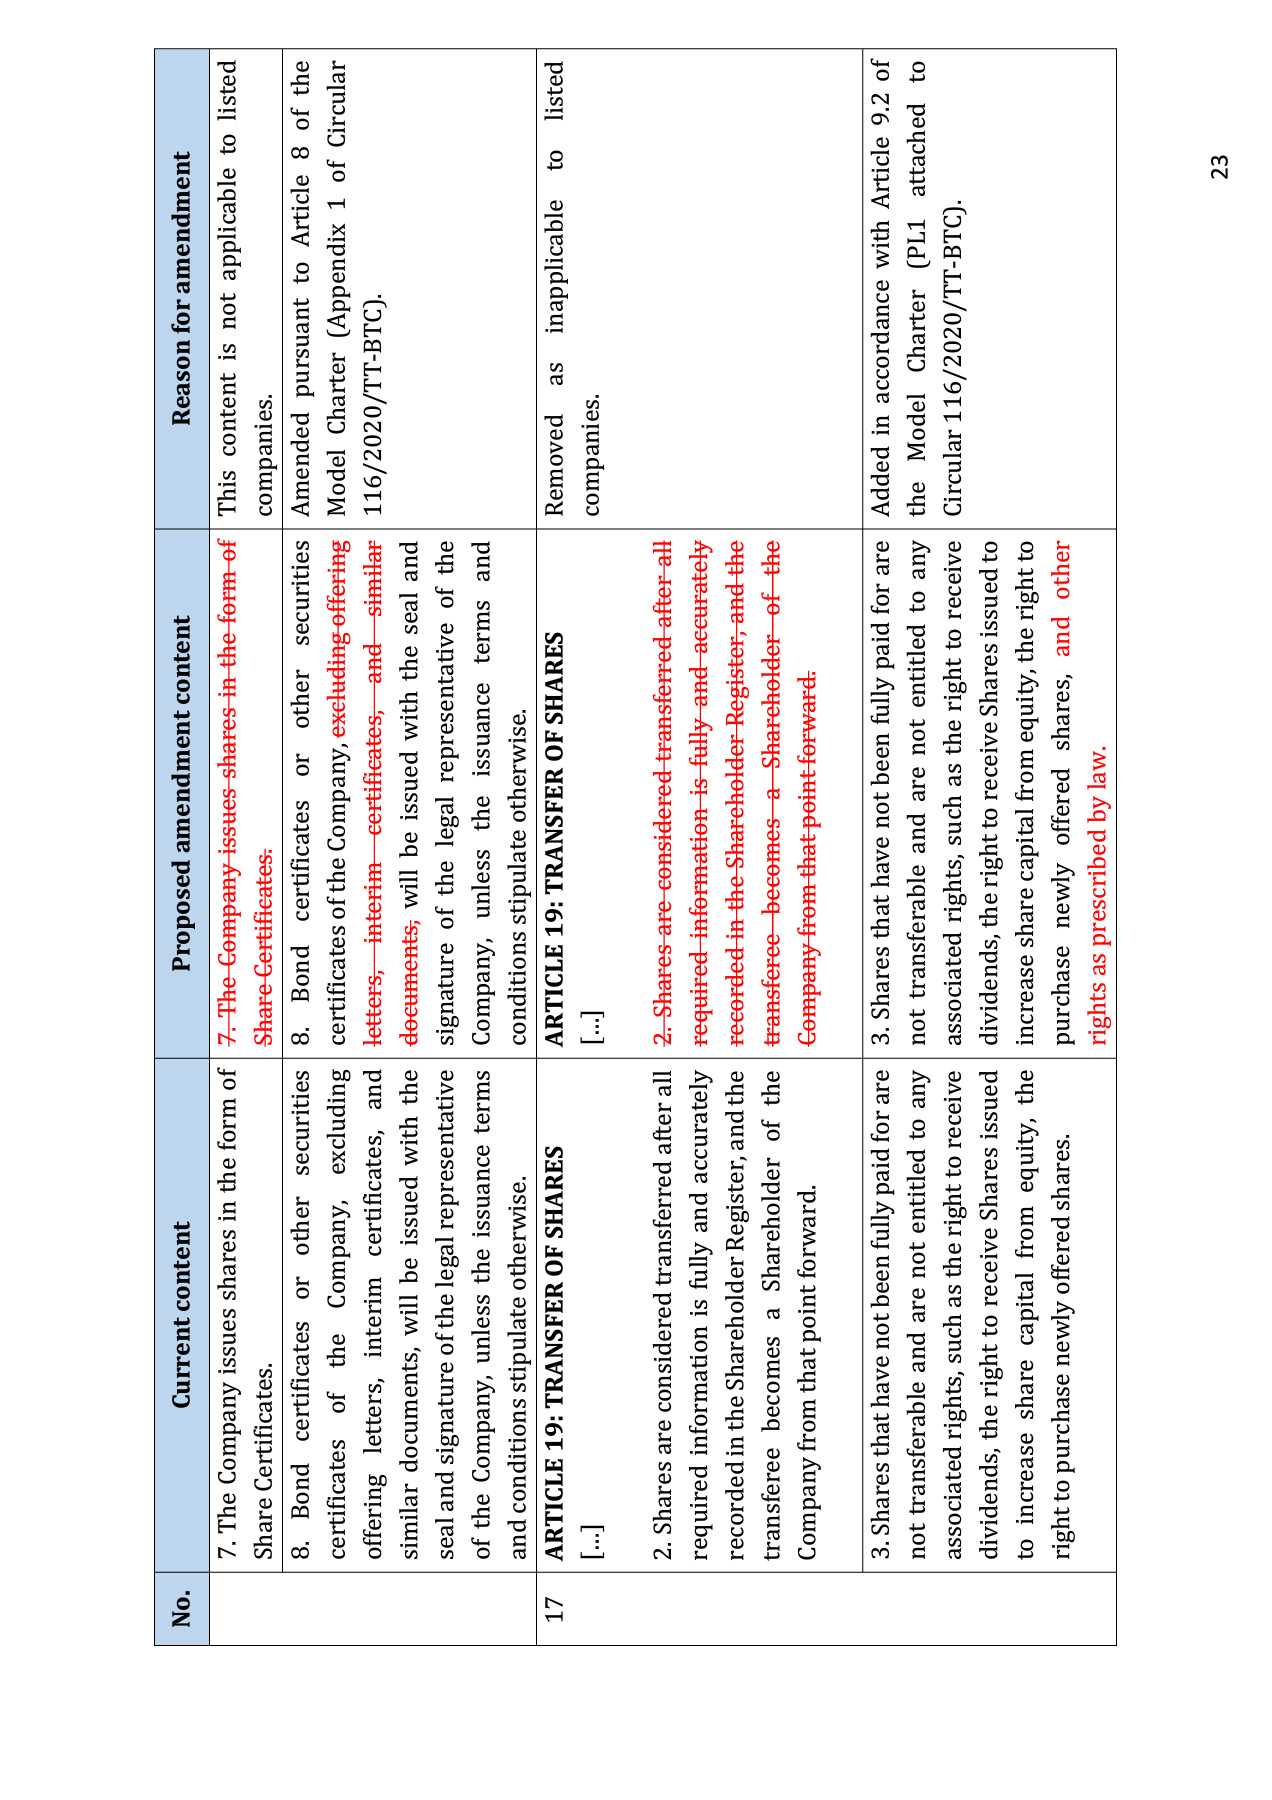 No.
Current content
Proposed amendment content
Reason for amendment
7. The Company issues shares in the form of
Share Certificates.
7. The Company issues shares in the form of
Share Certificates.
This content is not applicable to listed
companies.
8. Bond certificates or other securities
certificates of the Company, excluding
offering letters, interim certificates, and
similar documents, will be issued with the
seal and signature of the legal representative
of the Company, unless the issuance terms
and conditions stipulate otherwise.
8. Bond certificates or other securities
certificates of the Company, excluding offering
letters, interim certificates, and similar
documents, will be issued with the seal and
signature of the legal representative of the
Company, unless the issuance terms and
conditions stipulate otherwise.
Amended pursuant to Article 8 of the
Model Charter (Appendix 1 of Circular
116/2020/TT-BTC).
17
ARTICLE 19: TRANSFER OF SHARES
[...]
2. Shares are considered transferred after all
required information is fully and accurately
recorded in the Shareholder Register, and the
transferee becomes a Shareholder of the
Company from that point forward.
ARTICLE 19: TRANSFER OF SHARES
[...]
2. Shares are considered transferred after all
required information is fully and accurately
recorded in the Shareholder Register, and the
transferee becomes a Shareholder of the
Company from that point forward.
Removed as inapplicable to listed
companies.
3. Shares that have not been fully paid for are
not transferable and are not entitled to any
associated rights, such as the right to receive
dividends, the right to receive Shares issued
to increase share capital from equity, the
right to purchase newly offered shares.
3. Shares that have not been fully paid for are
not transferable and are not entitled to any
associated rights, such as the right to receive
dividends, the right to receive Shares issued to
increase share capital from equity, the right to
purchase newly offered shares, and other
rights as prescribed by law.
Added in accordance with Article 9.2 of
the Model Charter (PL1 attached to
Circular 116/2020/TT-BTC).
23